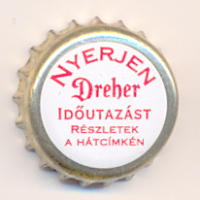 NYERJEN
Dreher
IDŐUTAZÁST
RÉSZLETEK
A HÁTCÍMKÉN